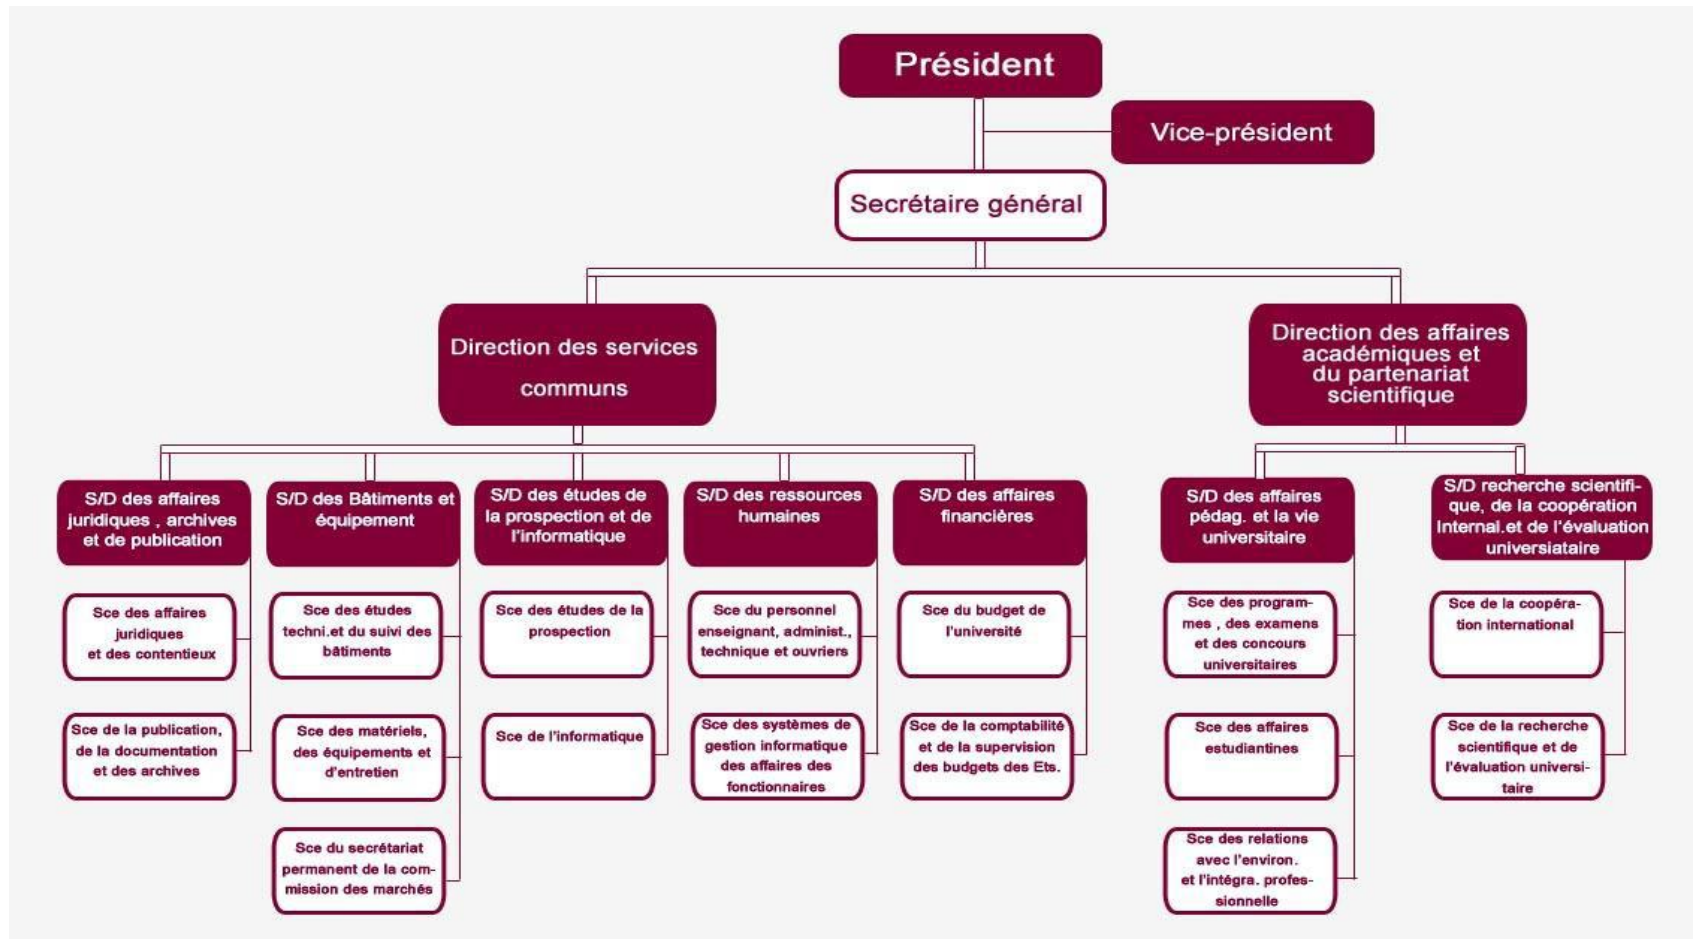 Président
Vice-président
Secrétaire général
Direction des services
communs
Direction des affaires
académiques et
du partenariat
scientifique
S/D des affaires
juridiques , archives
et de publication
S/D des Bâtiments et
équipement
S/D des études de
la prospection et de
l'informatique
S/D des ressources
humaines
S/D des affaires
financières
S/D des affaires
pédag. et la vie
universitaire
S/D recherche scientifi-
que, de la coopération
Internal.et de l'évaluation
universiataire
Sce des affaires
juridiques
et des contentieux
Sce des études
techni.et du suivi des
bâtiments
Sce des études de la
prospection
Sce du personnel
enseignant, administ.,
technique et ouvriers
Sce du budget de
l'université
Sce des program-
mes , des examens
et des concours
universitaires
Sce de la coopéra-
tion international
Sce de la publication,
de la documentation
et des archives
Sce des matériels,
des équipements et
d'entretien
Sce de l'informatique
Sce des systèmes de
gestion informatique
des affaires des
fonctionnaires
Sce de la comptabilité
et de la supervision
des budgets des Ets.
Sce des affaires
estudiantines
Sce de la recherche
scientifique et de
l'évaluation universi-
taire
Sce du secrétariat
permanent de la com-
mission des marchés
Sce des relations
avec l'environ.
et l'intégra. profes-
sionnelle